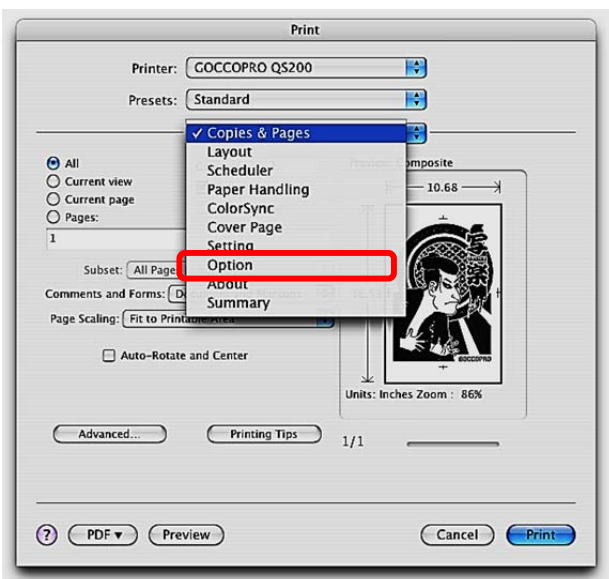 Print
Printer: GOCCOPRO QS200
Presets: Standard
✓ Copies & Pages
Layout
Scheduler
Paper Handling
ColorSync
Cover Page
Setting
Option
About
Summary
All
Current view
Current page
Pages:
1
Subset: All Page
Comments and Forms: D
Page Scaling: Fit to Printable Area
Auto-Rotate and Center
Composite
10.68
GOCCOPRO
Units: Inches Zoom : 86%
Advanced... Printing Tips 1/1
? PDF ▾ Preview Cancel Print